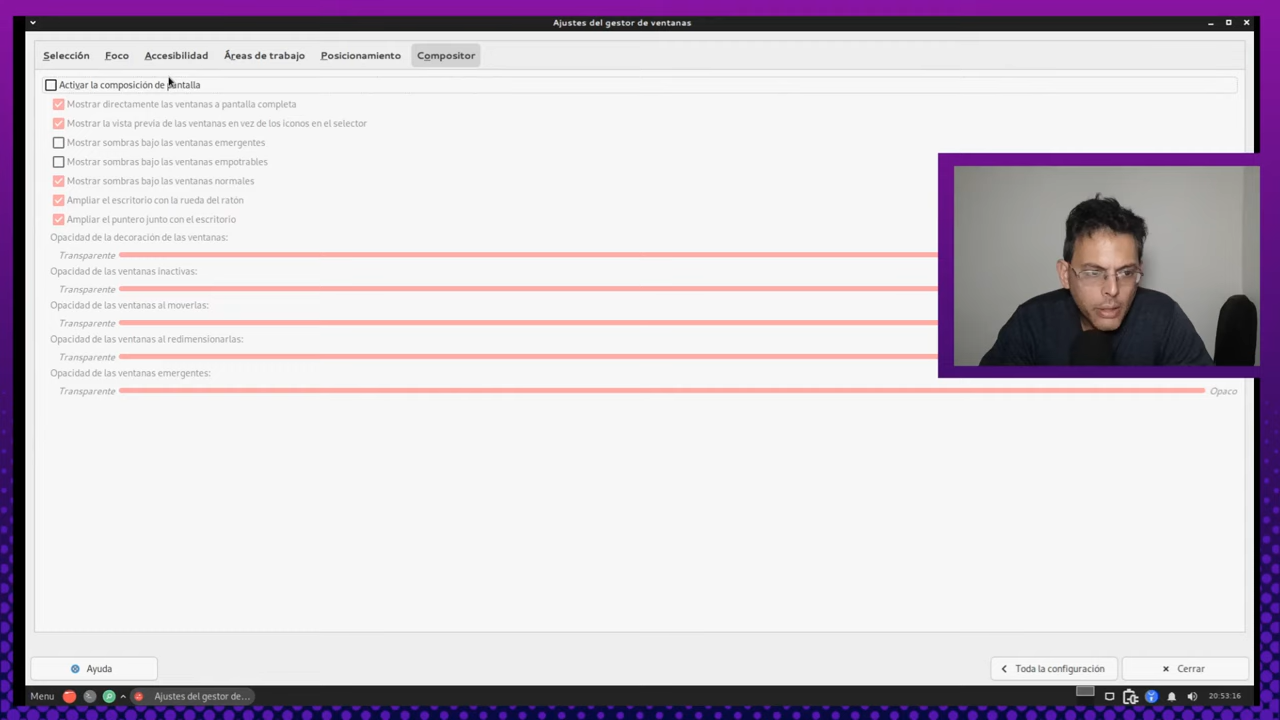 Ajustes del gestor de ventanas
Selección Foco Accesibilidad Áreas de trabajo Posicionamiento Compositor
Activar la composición de pantalla
Mostrar directamente las ventanas a pantalla completa
Mostrar la vista previa de las ventanas en vez de los iconos en el selector
Mostrar sombras bajo las ventanas emergentes
Mostrar sombras bajo las ventanas empotrables
Mostrar sombras bajo las ventanas normales
Ampliar el escritorio con la rueda del ratón
Ampliar el puntero junto con el escritorio
Opacidad de la decoración de las ventanas:
Transparente
Opacidad de las ventanas inactivas:
Transparente
Opacidad de las ventanas al moverlas:
Transparente
Opacidad de las ventanas al redimensionarlas:
Transparente
Opacidad de las ventanas emergentes:
Transparente Opaco
Ayuda Toda la configuración Cerrar
Menu Ajustes del gestor de... 20:53:16